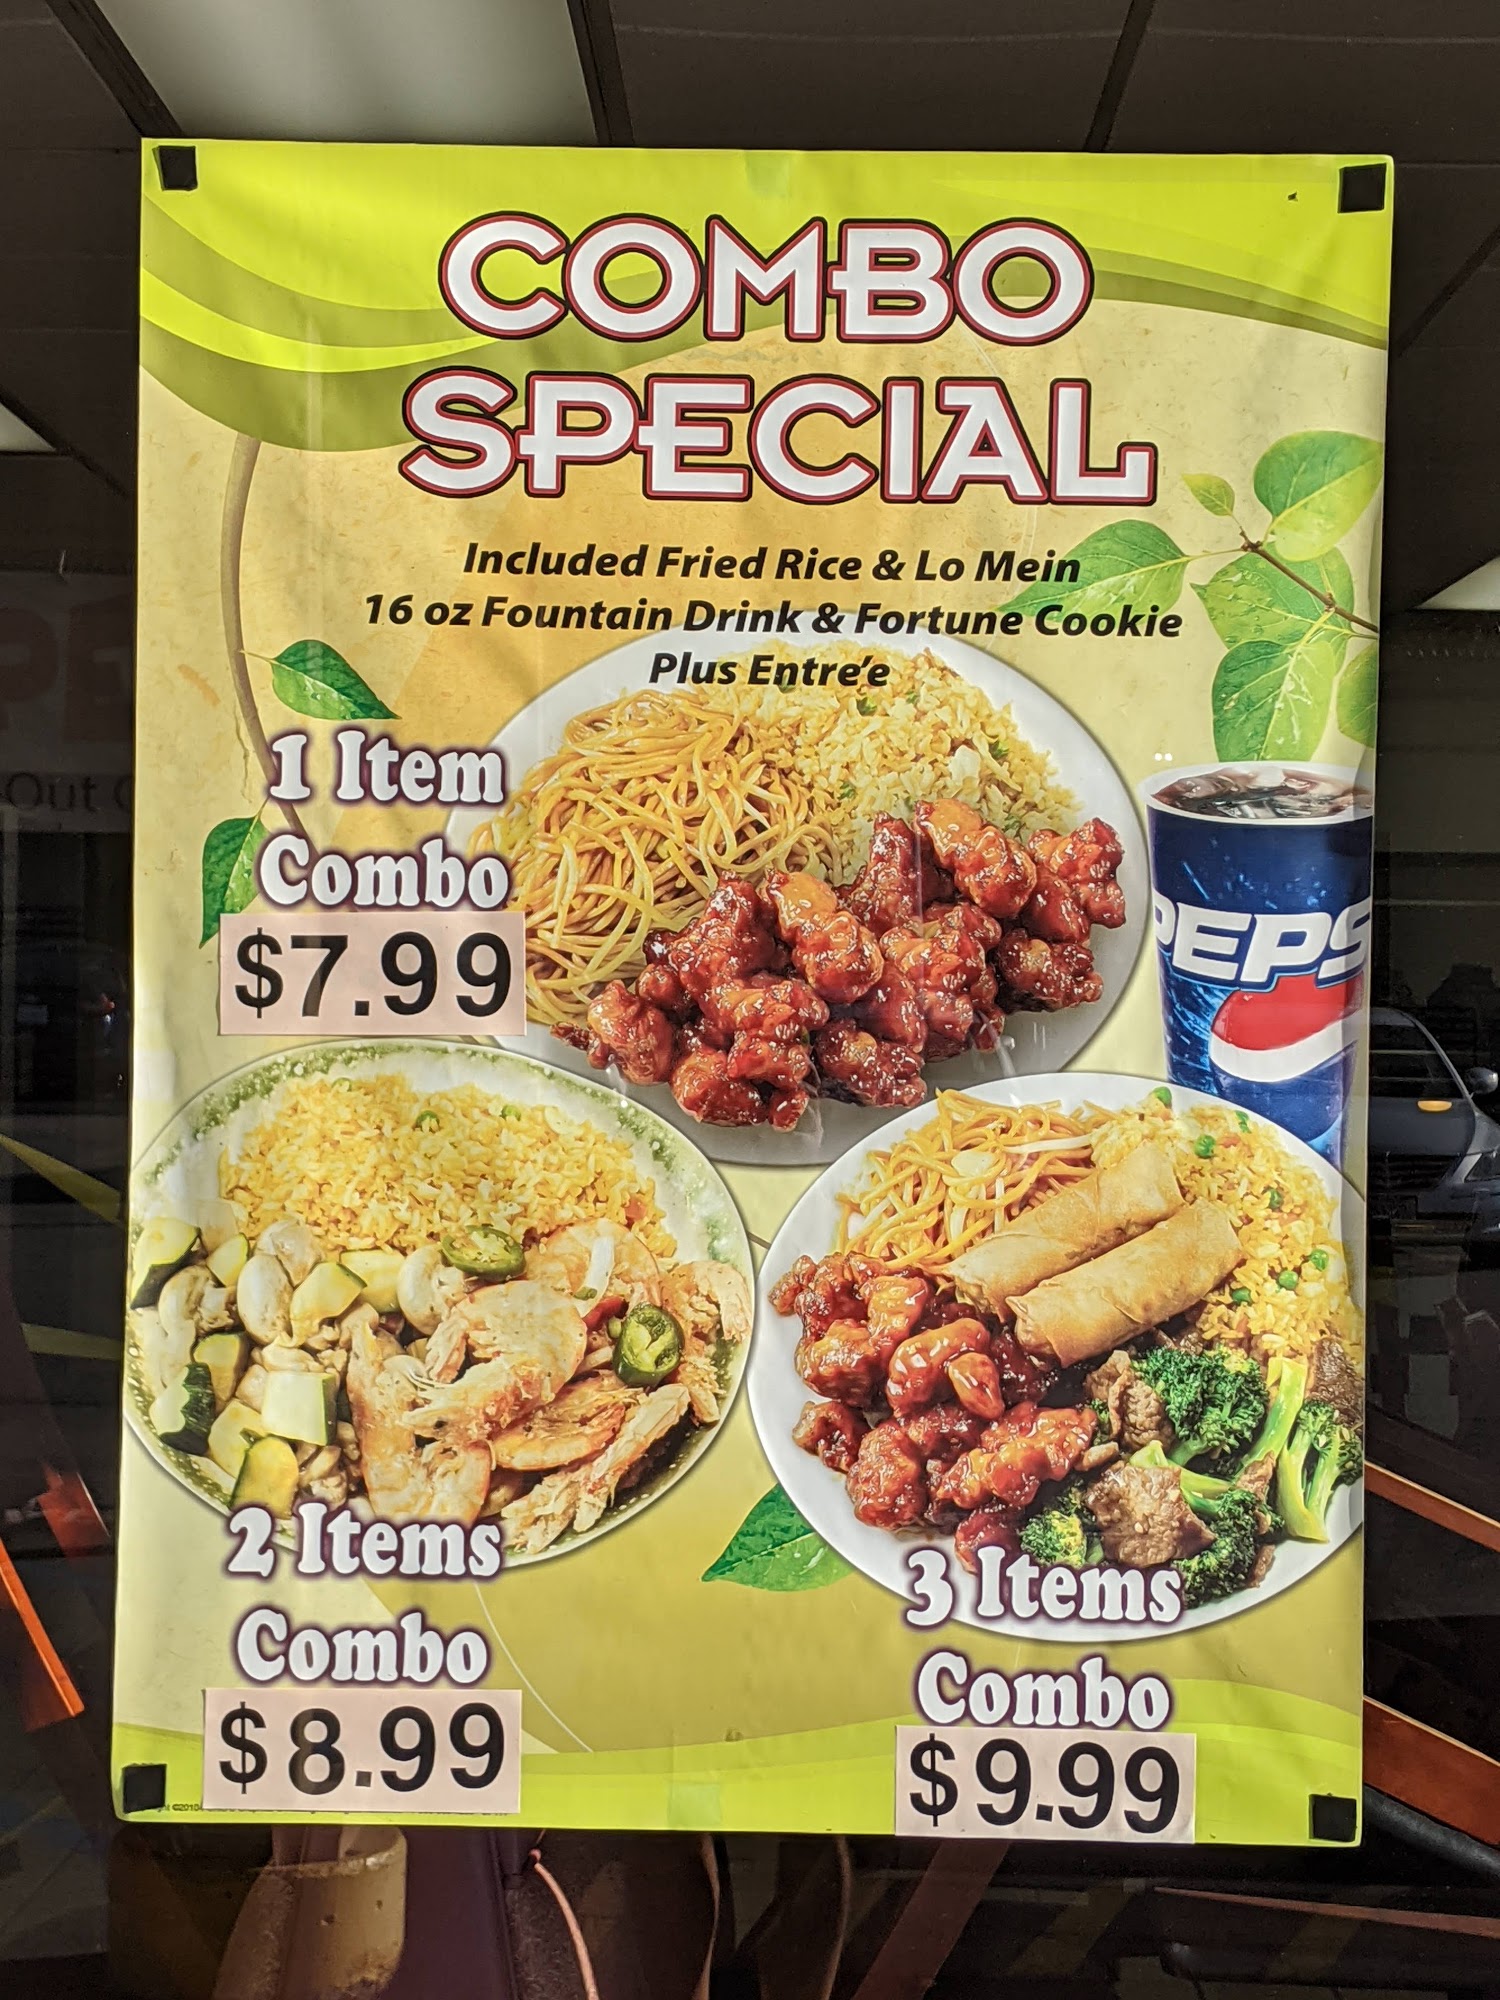 COMBO
SPECIAL
Included Fried Rice & Lo Mein
16 oz Fountain Drink & Fortune Cookie
Plus Entre'e
1 Item
Combo
$7.99
PEPS
2 Items
Combo
$8.99
3 Items
Combo
$9.99
Out